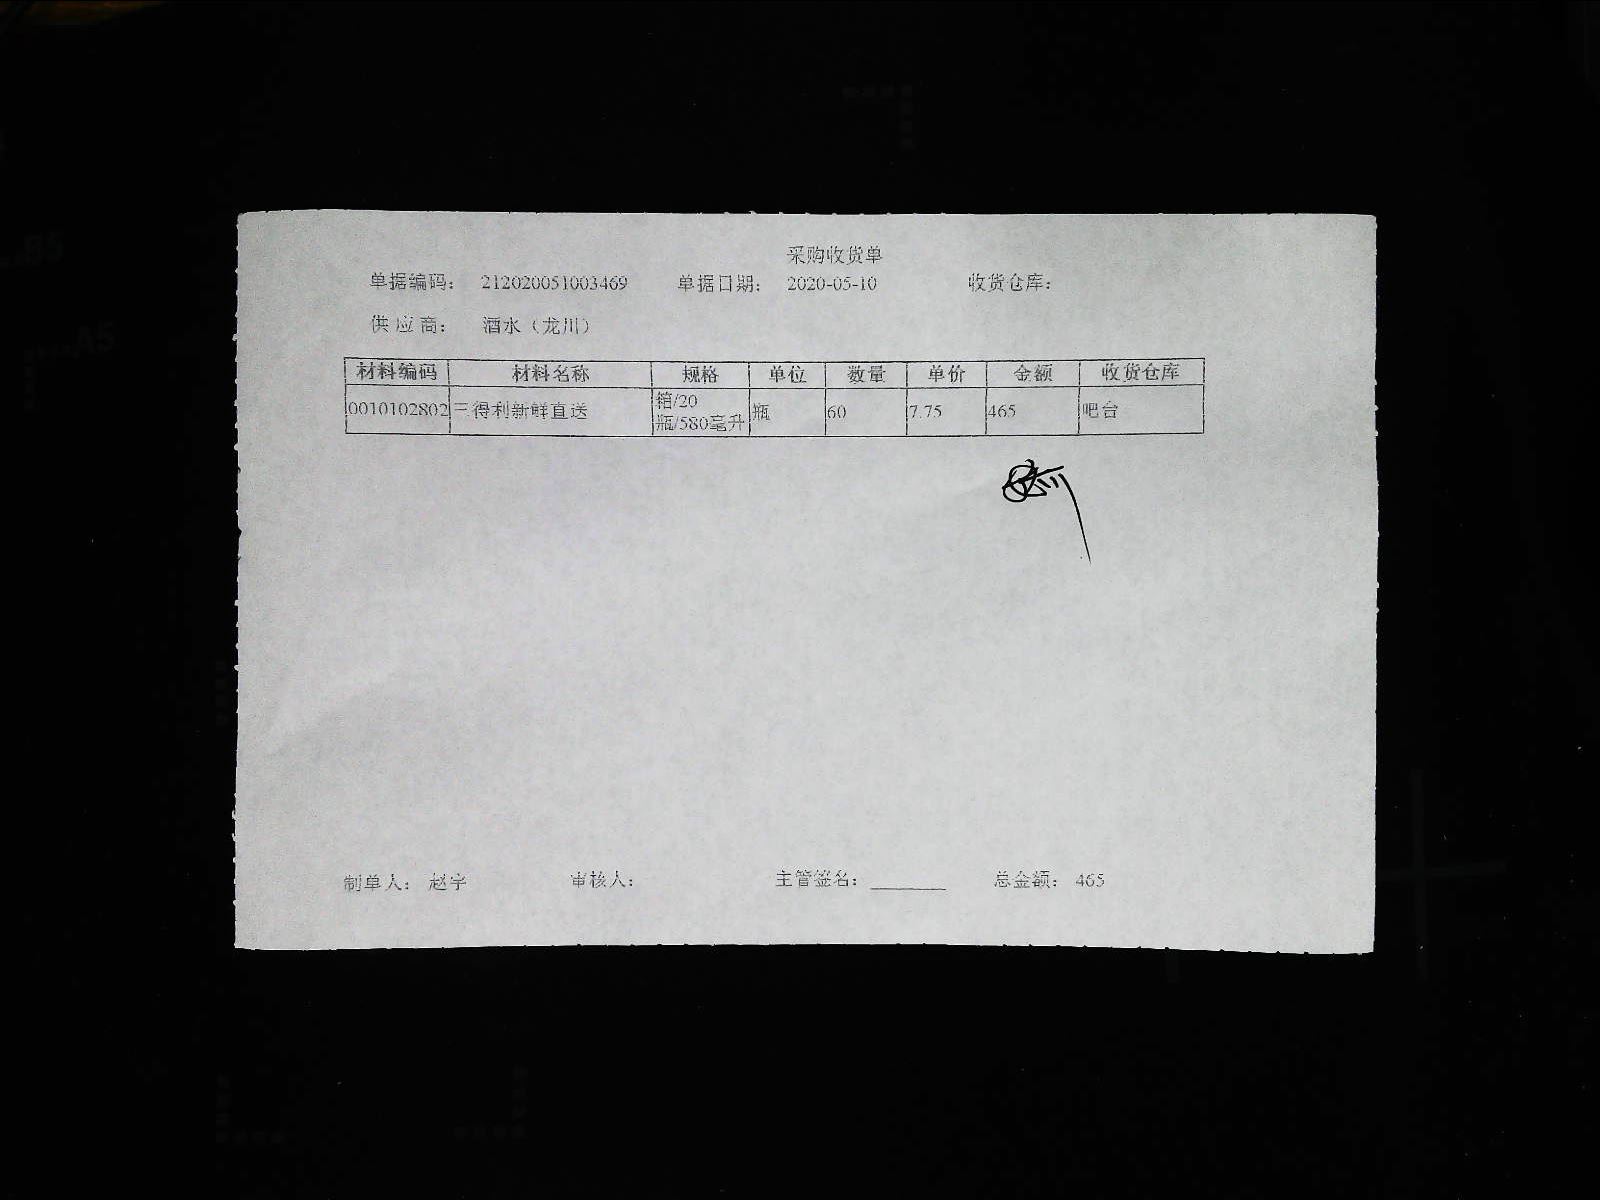 采购收货单
单据编码： 212020051003469 单据日期： 2020-05-10 收货仓库：
供 应 商： 酒水（龙川）
材料编码 材料名称 规格 单位 数量 单价 金额 收货仓库
0010102802 三得利新鲜直送 箱/20 瓶 60 7.75 465 吧台
瓶/580毫升
制单人： 赵宇 审核人： 主管签名：________ 总金额： 465
B5
A5